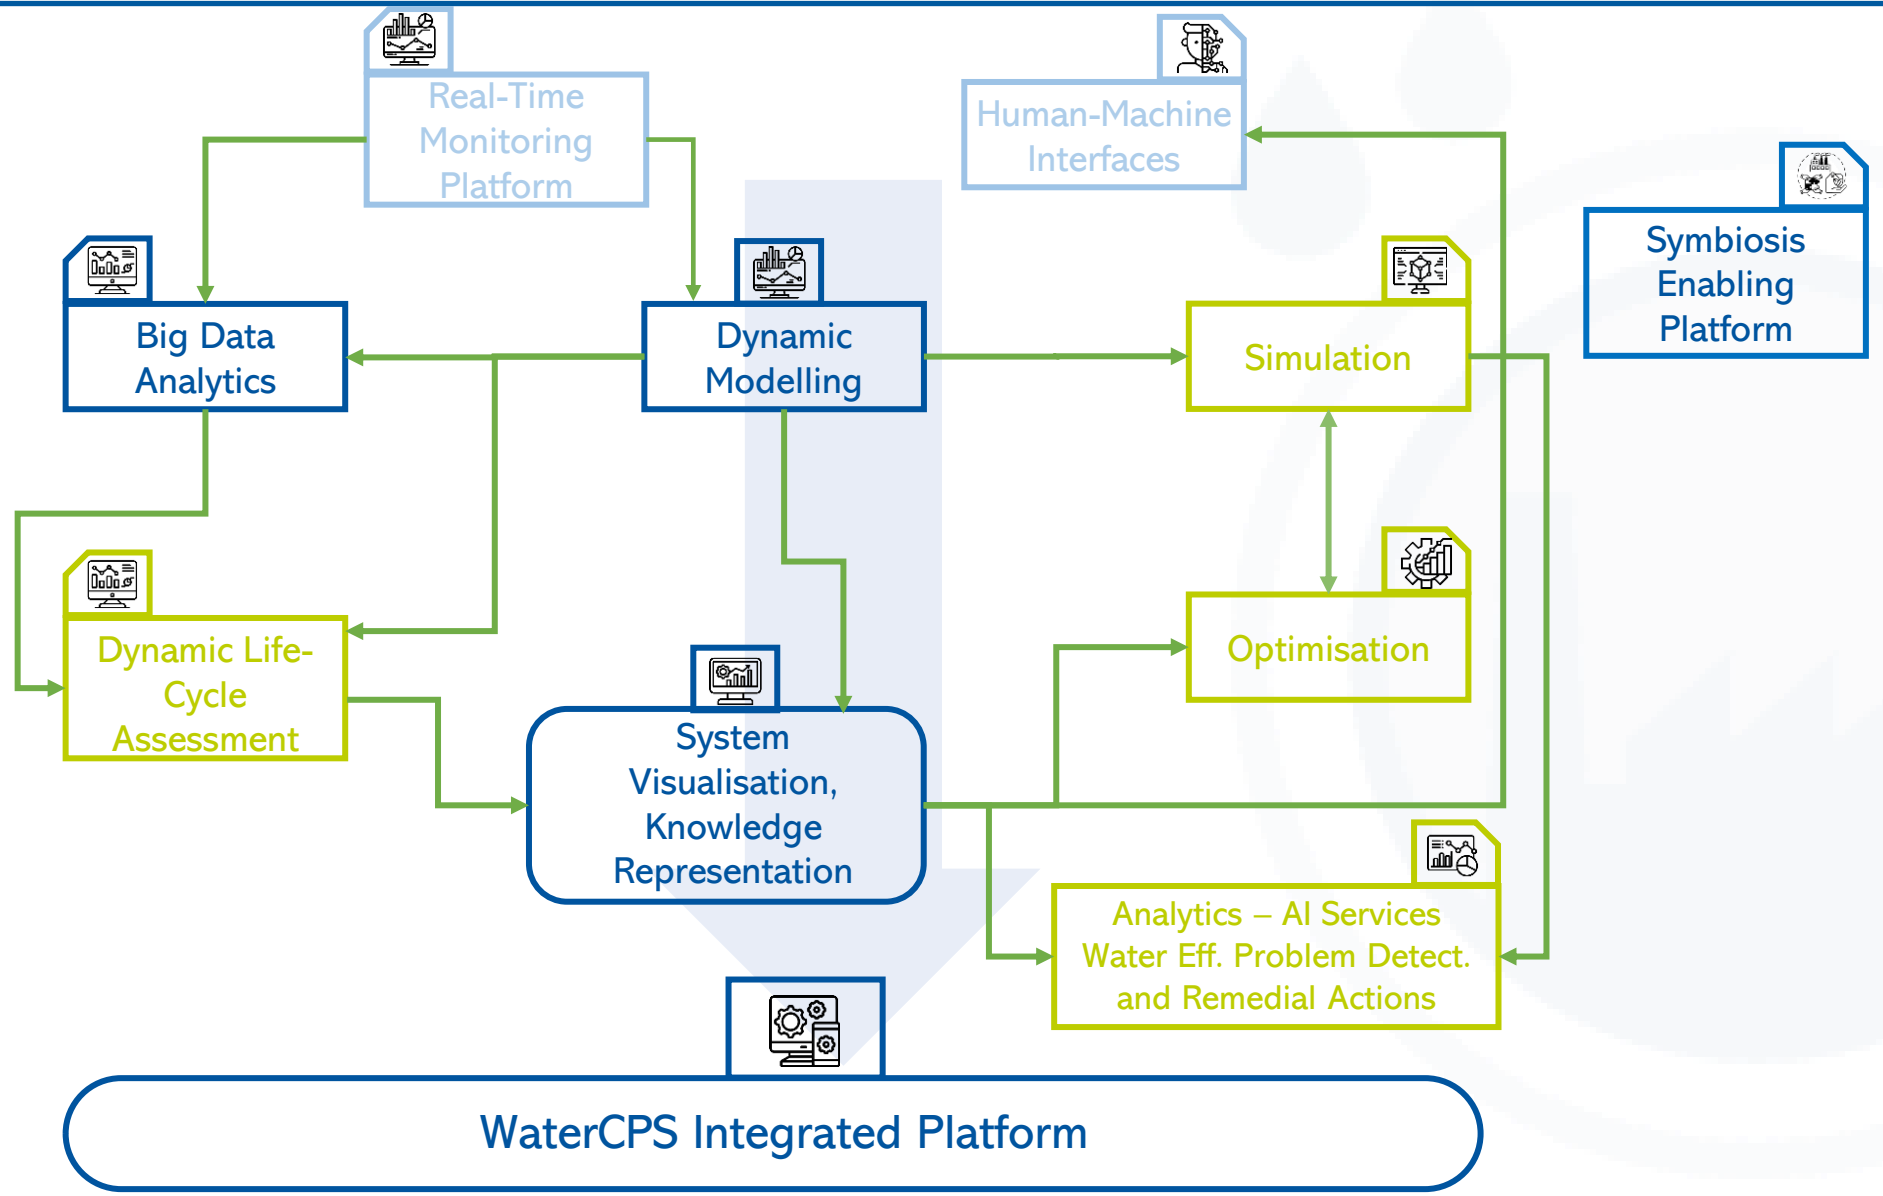 Real-Time
Monitoring
Platform
Human-Machine
Interfaces
Symbiosis
Enabling
Platform
Big Data
Analytics
Dynamic
Modelling
Simulation
Dynamic Life-
Cycle
Assessment
Optimisation
System
Visualisation,
Knowledge
Representation
Analytics – AI Services
Water Eff. Problem Detect.
and Remedial Actions
WaterCPS Integrated Platform